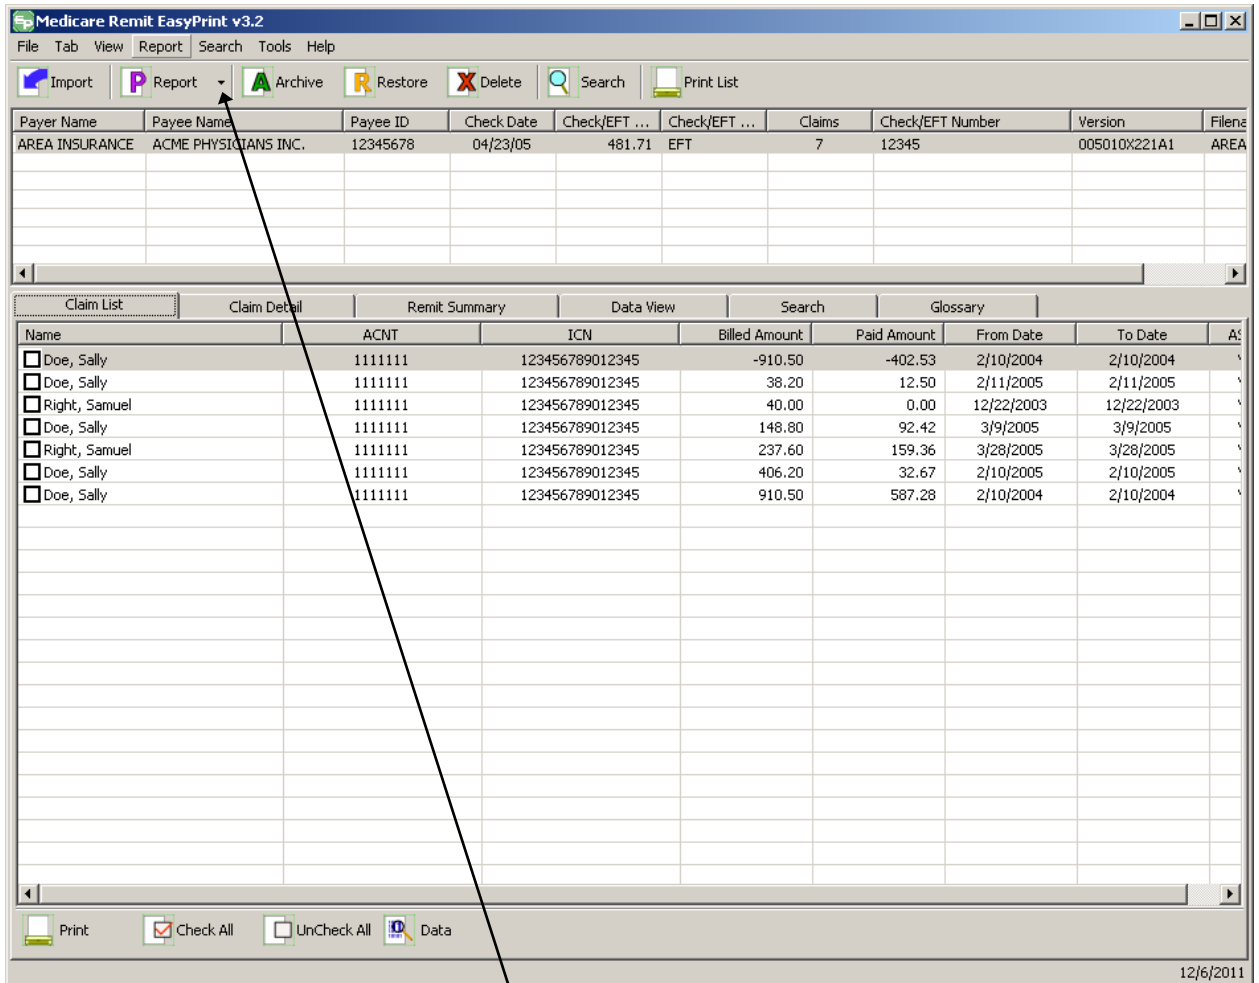 Medicare Remit EasyPrint v3.2
File Tab View Report Search Tools Help
Import Report Archive Restore Delete Search Print List
Payer Name Payee Name Payee ID Check Date Check/EFT ... Check/EFT ... Claims Check/EFT Number Version Filena
AREA INSURANCE ACME PHYSICIANS INC. 12345678 04/23/05 481.71 EFT 7 12345 005010X221A1 AREA
Claim List Claim Detail Remit Summary Data View Search Glossary
Name ACNT ICN Billed Amount Paid Amount From Date To Date AS
Doe, Sally 1111111 123456789012345 -910.50 -402.53 2/10/2004 2/10/2004
Doe, Sally 1111111 123456789012345 38.20 12.50 2/11/2005 2/11/2005
Right, Samuel 1111111 123456789012345 40.00 0.00 12/22/2003 12/22/2003
Doe, Sally 1111111 123456789012345 148.80 92.42 3/9/2005 3/9/2005
Right, Samuel 1111111 123456789012345 237.60 159.36 3/28/2005 3/28/2005
Doe, Sally 1111111 123456789012345 406.20 32.67 2/10/2005 2/10/2005
Doe, Sally 1111111 123456789012345 910.50 587.28 2/10/2004 2/10/2004
Print Check All UnCheck All Data
12/6/2011